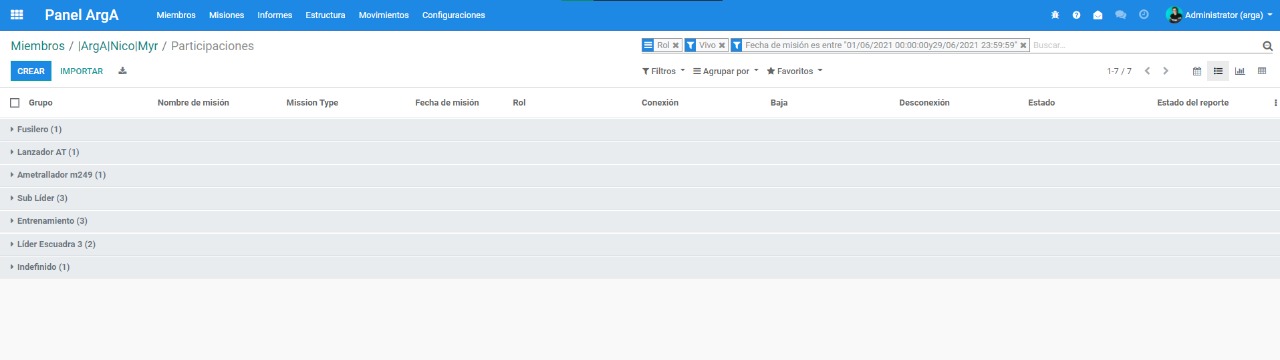 Panel ArgA Miembros Misiones Informes Estructura Movimientos Configuraciones Administrator (arga)
Miembros / |ArgA|Nico|Myr / Participaciones
Rol Vivo Fecha de misión es entre "01/06/2021 00:00:00y29/06/2021 23:59:59" Buscar...
CREAR IMPORTAR Filtros Agrupar por Favoritos 1-7 / 7
Grupo Nombre de misión Mission Type Fecha de misión Rol Conexión Baja Desconexión Estado Estado del reporte
Fusilero (1)
Lanzador AT (1)
Ametrallador m249 (1)
Sub Líder (3)
Entrenamiento (3)
Líder Escuadra 3 (2)
Indefinido (1)